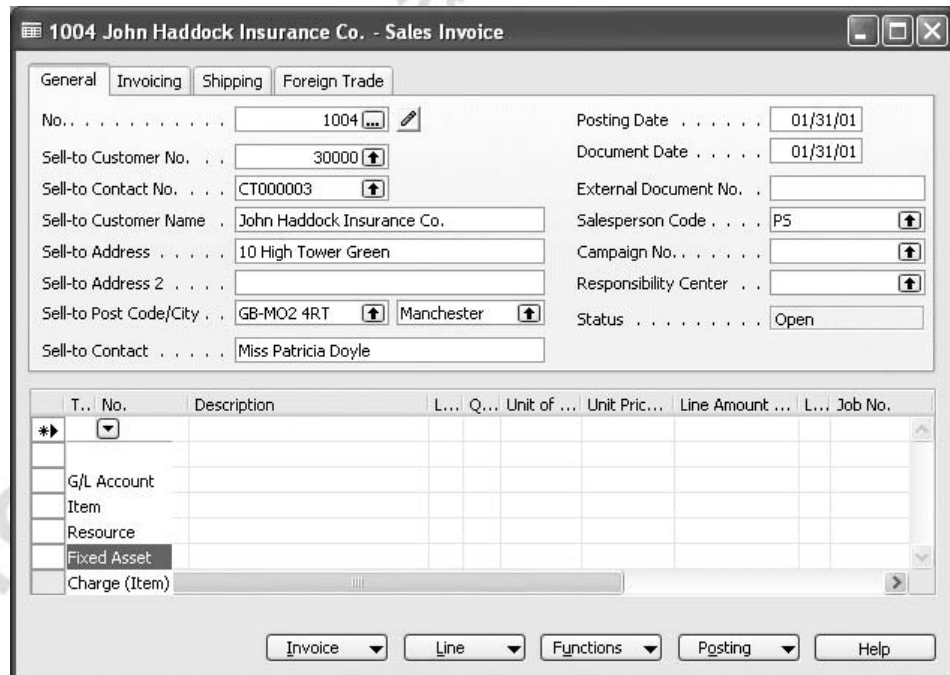 1004 John Haddock Insurance Co. - Sales Invoice
General Invoicing Shipping Foreign Trade
No. . . . . . . . . . . . 1004 ...
Sell-to Customer No. . . 30000
Sell-to Contact No. . . . CT000003
Sell-to Customer Name . John Haddock Insurance Co.
Sell-to Address . . . . . 10 High Tower Green
Sell-to Address 2 . . . .
Sell-to Post Code/City . . GB-MO2 4RT Manchester
Sell-to Contact . . . . . Miss Patricia Doyle
Posting Date . . . . . . 01/31/01
Document Date . . . . . 01/31/01
External Document No. .
Salesperson Code . . . . PS
Campaign No. . . . . . .
Responsibility Center . .
Status . . . . . . . . . Open
T.. No. Description L... Q... Unit of ... Unit Pric... Line Amount ... L... Job No.
G/L Account
Item
Resource
Fixed Asset
Charge (Item)
Invoice Line Functions Posting Help